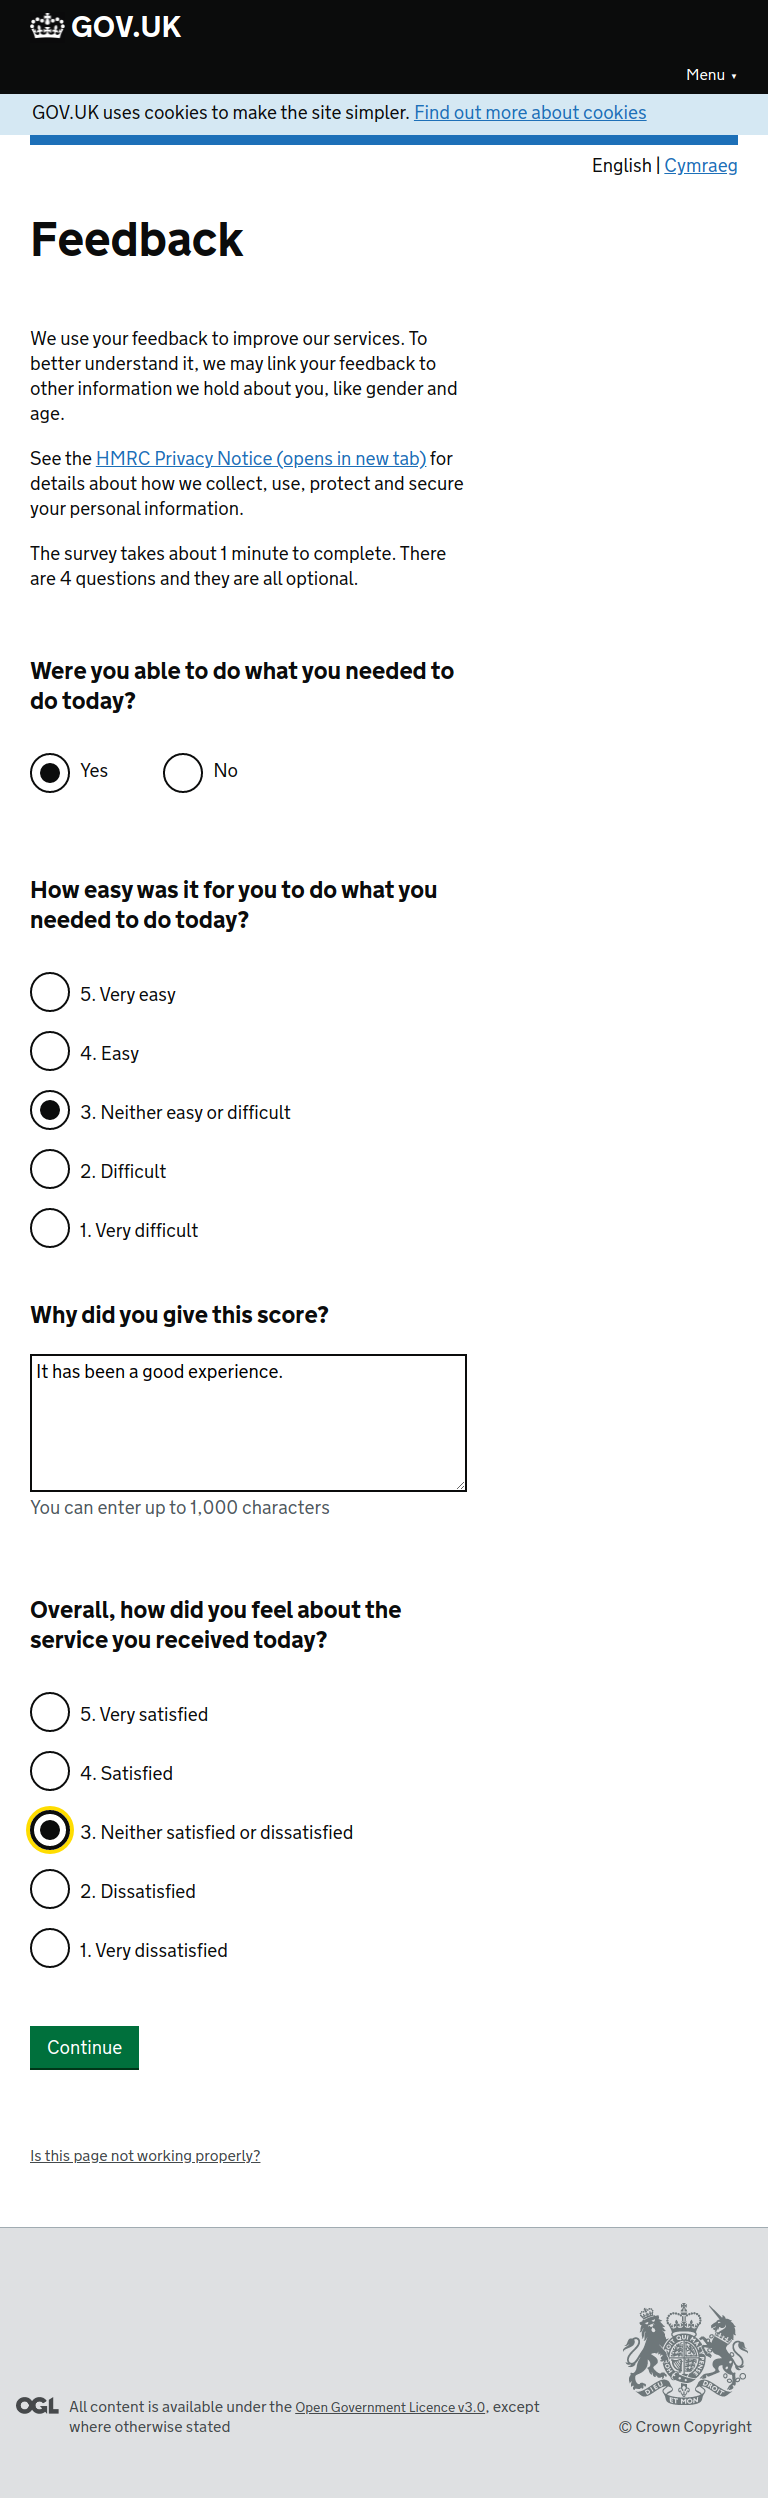 GOV.UK
Menu ▼
GOV.UK uses cookies to make the site simpler. Find out more about cookies
English | Cymraeg
Feedback
We use your feedback to improve our services. To
better understand it, we may link your feedback to
other information we hold about you, like gender and
age.
See the HMRC Privacy Notice (opens in new tab) for
details about how we collect, use, protect and secure
your personal information.
The survey takes about 1 minute to complete. There
are 4 questions and they are all optional.
Were you able to do what you needed to
do today?
Yes No
How easy was it for you to do what you
needed to do today?
5. Very easy
4. Easy
3. Neither easy or difficult
2. Difficult
1. Very difficult
Why did you give this score?
It has been a good experience.
You can enter up to 1,000 characters
Overall, how did you feel about the
service you received today?
5. Very satisfied
4. Satisfied
3. Neither satisfied or dissatisfied
2. Dissatisfied
1. Very dissatisfied
Continue
Is this page not working properly?
OGL All content is available under the Open Government Licence v3.0, except
where otherwise stated
© Crown Copyright